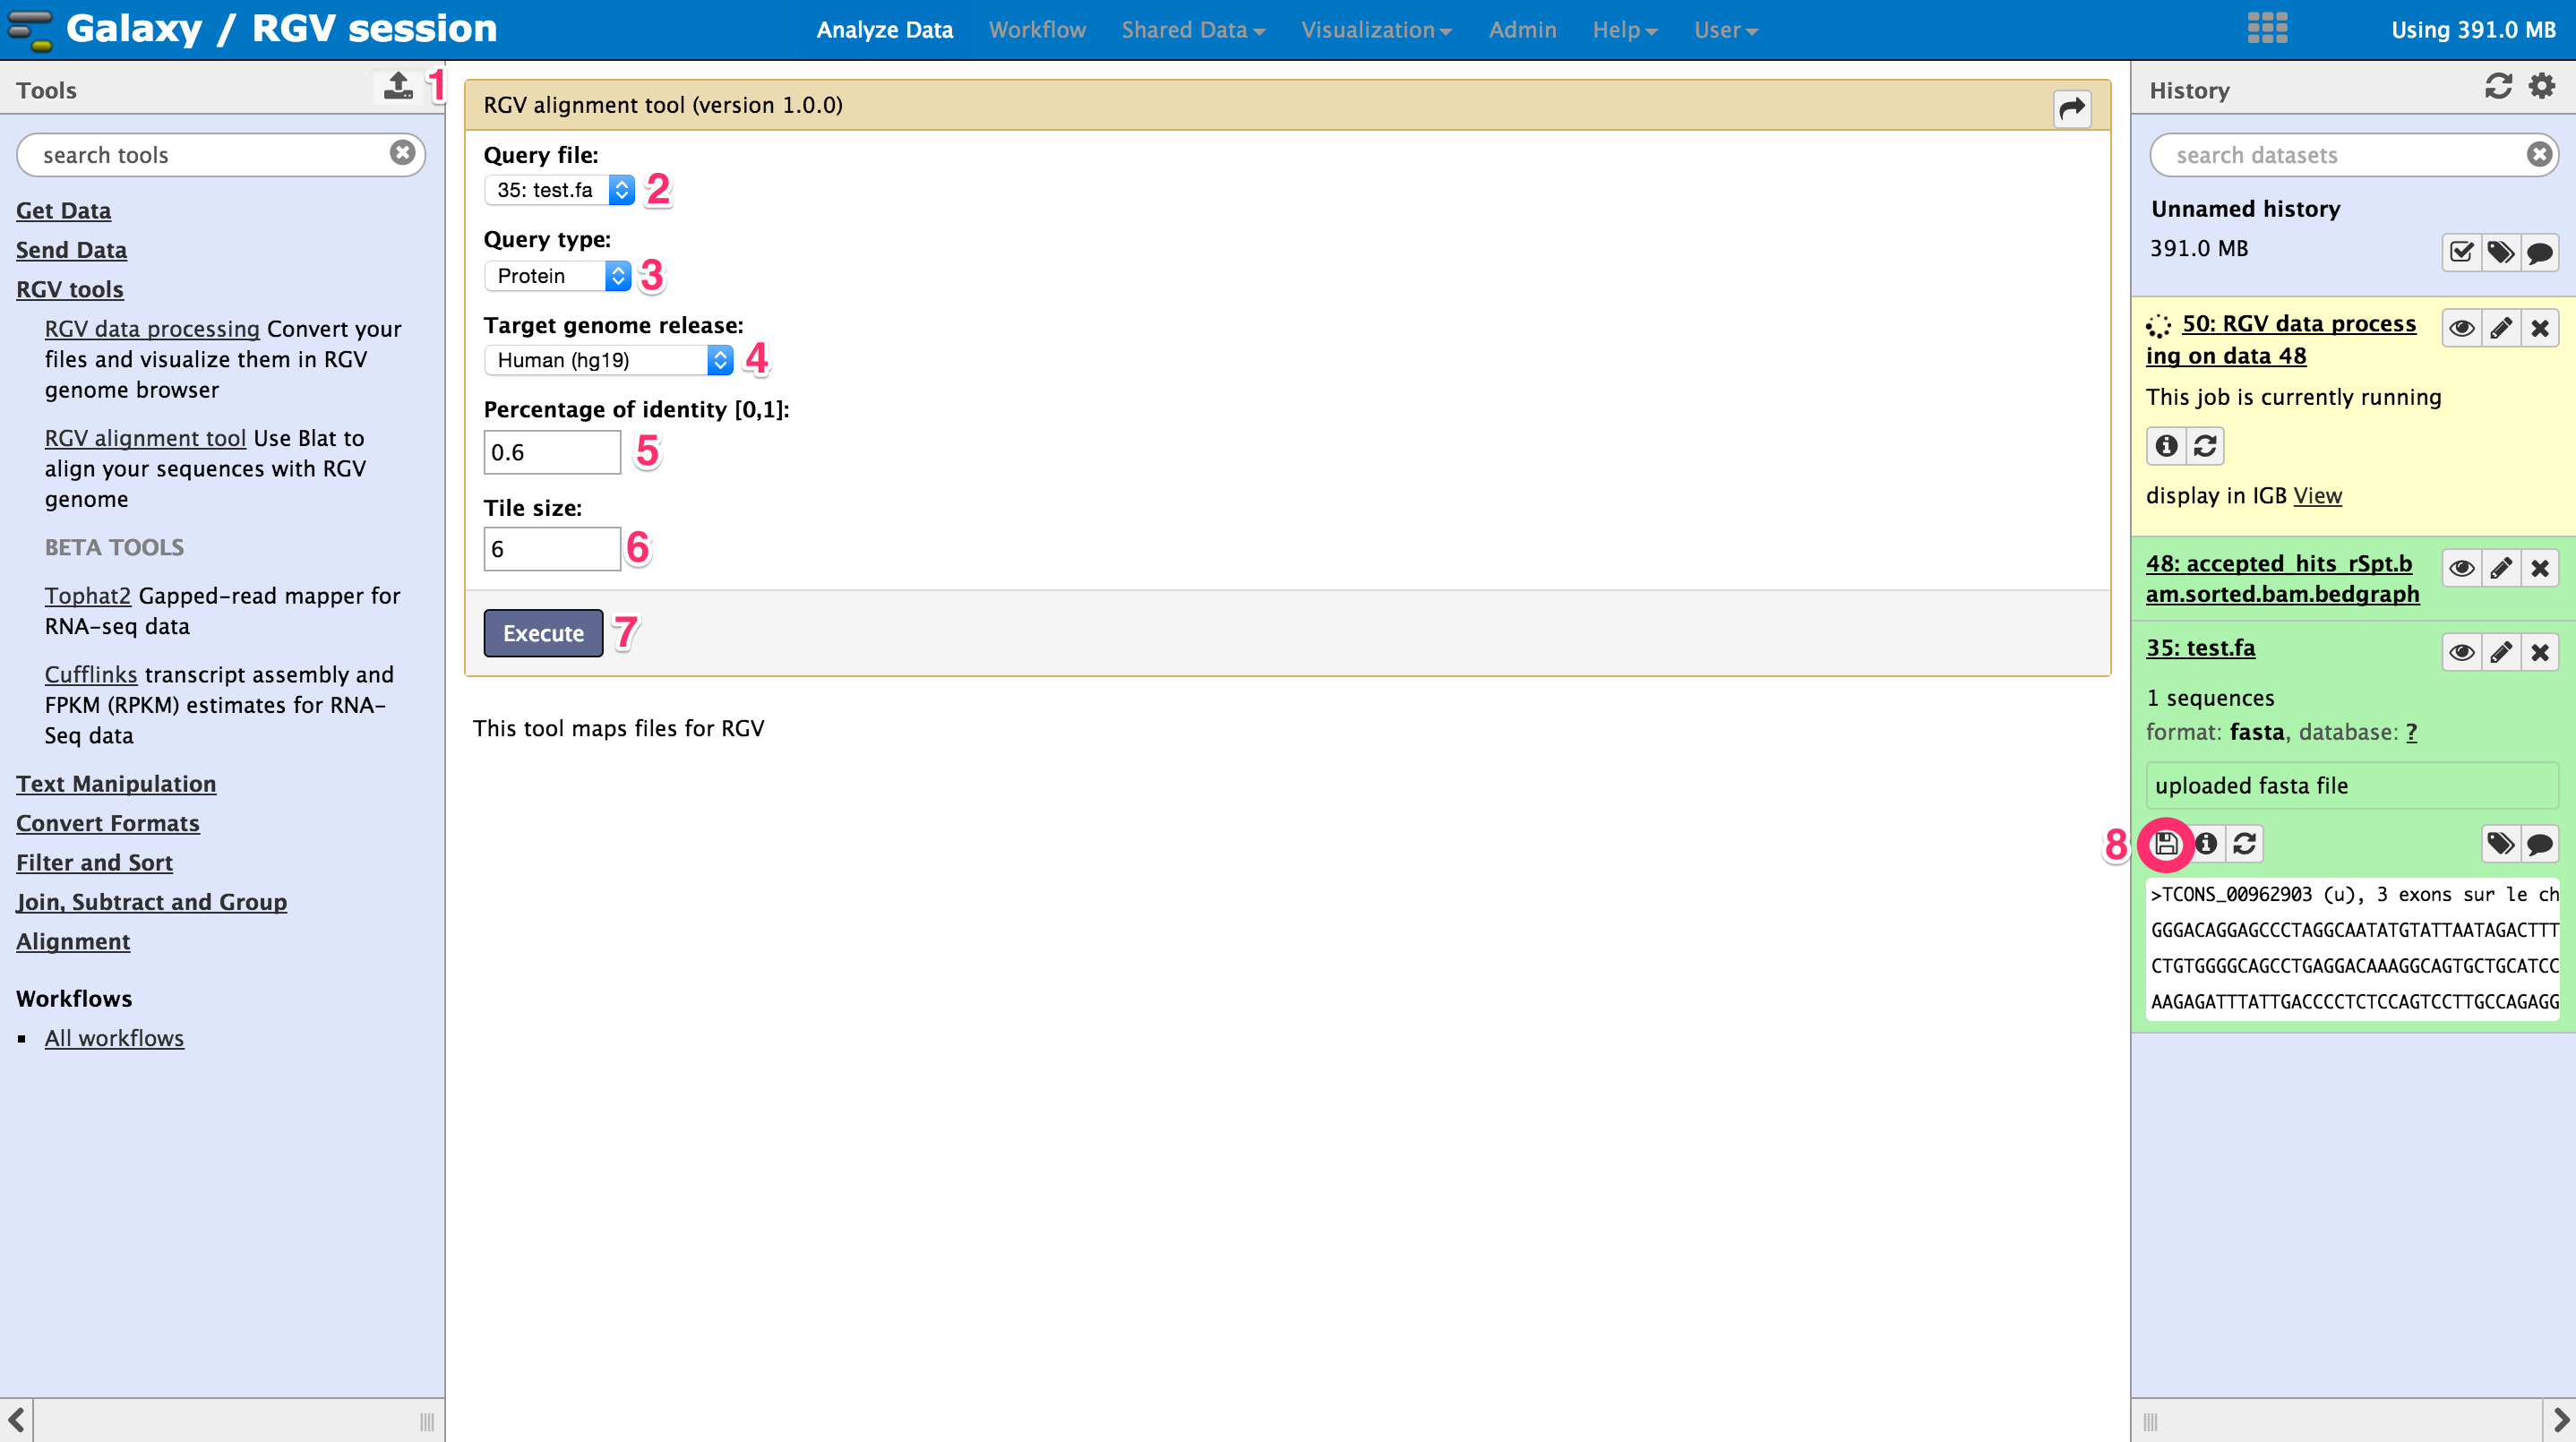 Galaxy / RGV session
Analyze Data
Workflow
Shared Data
Visualization
Admin
Help
User
Using 391.0 MB
Tools
1
search tools
Get Data
Send Data
RGV tools
RGV data processing Convert your
files and visualize them in RGV
genome browser
RGV alignment tool Use Blat to
align your sequences with RGV
genome
BETA TOOLS
Tophat2 Gapped-read mapper for
RNA-seq data
Cufflinks transcript assembly and
FPKM (RPKM) estimates for RNA-
Seq data
Text Manipulation
Convert Formats
Filter and Sort
Join, Subtract and Group
Alignment
Workflows
All workflows
RGV alignment tool (version 1.0.0)
Query file:
35: test.fa
2
Query type:
Protein
3
Target genome release:
Human (hg19)
4
Percentage of identity [0,1]:
0.6
5
Tile size:
6
6
Execute
7
This tool maps files for RGV
History
search datasets
Unnamed history
391.0 MB
50: RGV data process
ing on data 48
This job is currently running
display in IGB View
48: accepted_hits_rSpt.b
am.sorted.bam.bedgraph
35: test.fa
1 sequences
format: fasta, database: ?
uploaded fasta file
8
>TCONS_00962903 (u), 3 exons sur le ch
GGGACAGGAGCCCTAGGCAATATGTATTAATAGACTTT
CTGTGGGGCAGCCTGAGGACAAAGGCAGTGCTGCATCC
AAGAGATTTATTGACCCCTCTCCAGTCCTTGCCAGAGG